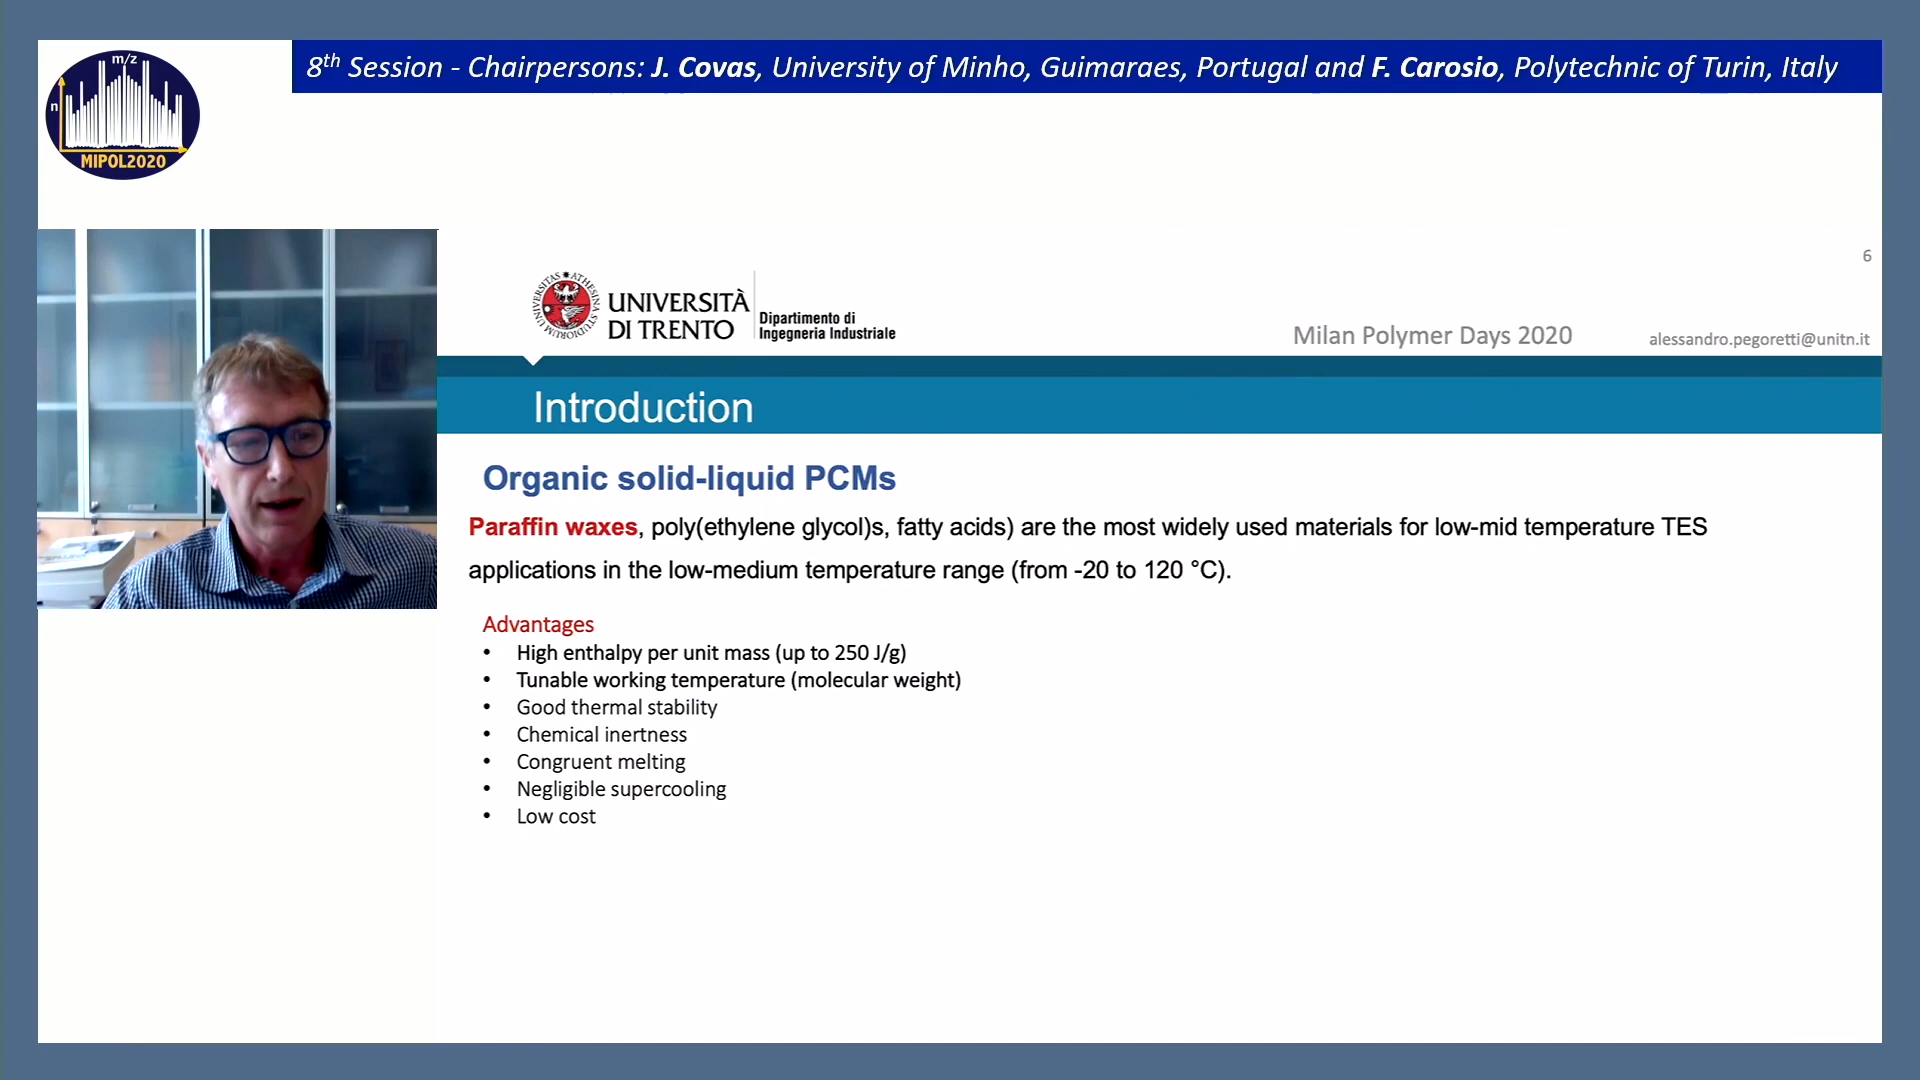 8th Session - Chairpersons: J. Covas, University of Minho, Guimaraes, Portugal and F. Carosio, Polytechnic of Turin, Italy
m/z
n
MIPOL2020
6
UNIVERSITÀ
DI TRENTO
Dipartimento di
Ingegneria Industriale
Milan Polymer Days 2020
alessandro.pegoretti@unitn.it
Introduction
Organic solid-liquid PCMs
Paraffin waxes, poly(ethylene glycol)s, fatty acids) are the most widely used materials for low-mid temperature TES
applications in the low-medium temperature range (from -20 to 120 °C).
Advantages
• High enthalpy per unit mass (up to 250 J/g)
• Tunable working temperature (molecular weight)
• Good thermal stability
• Chemical inertness
• Congruent melting
• Negligible supercooling
• Low cost